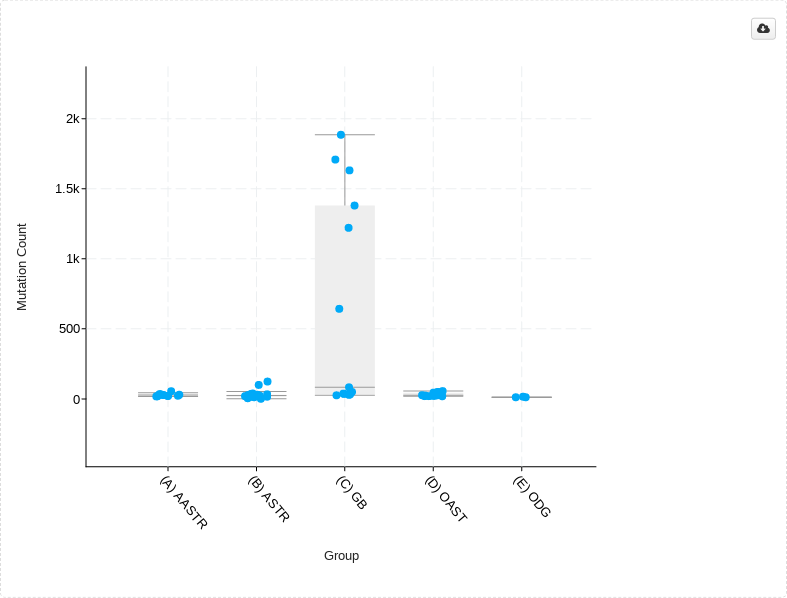 2k
1.5k
1k
500
0
Mutation Count
(A) AASTR
(B) ASTR
(C) GB
(D) OAST
(E) ODG
Group